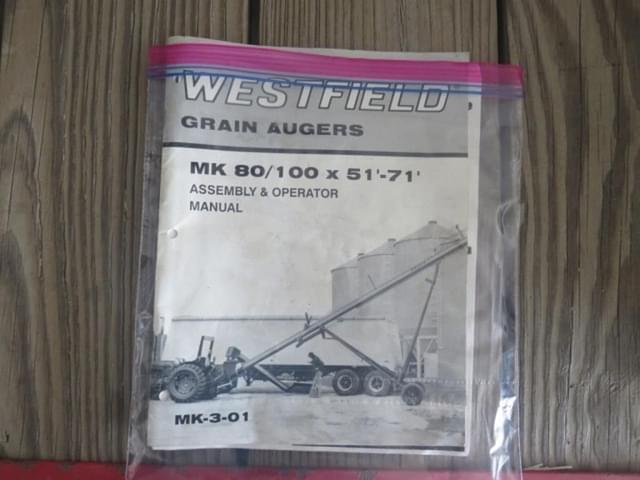 WESTFIELD
GRAIN AUGERS
MK 80/100 x 51'-71'
ASSEMBLY & OPERATOR
MANUAL
MK-3-01